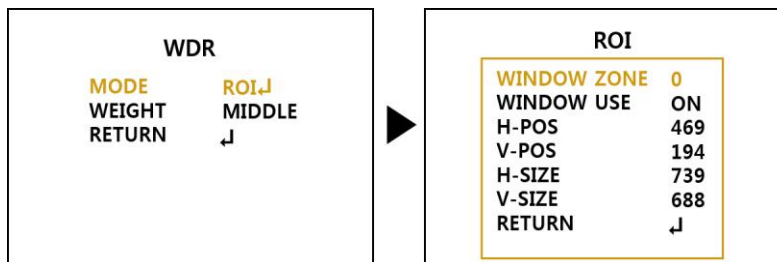 WDR
MODE ROI↲
WEIGHT MIDDLE
RETURN ↲
ROI
WINDOW ZONE 0
WINDOW USE ON
H-POS 469
V-POS 194
H-SIZE 739
V-SIZE 688
RETURN ↲